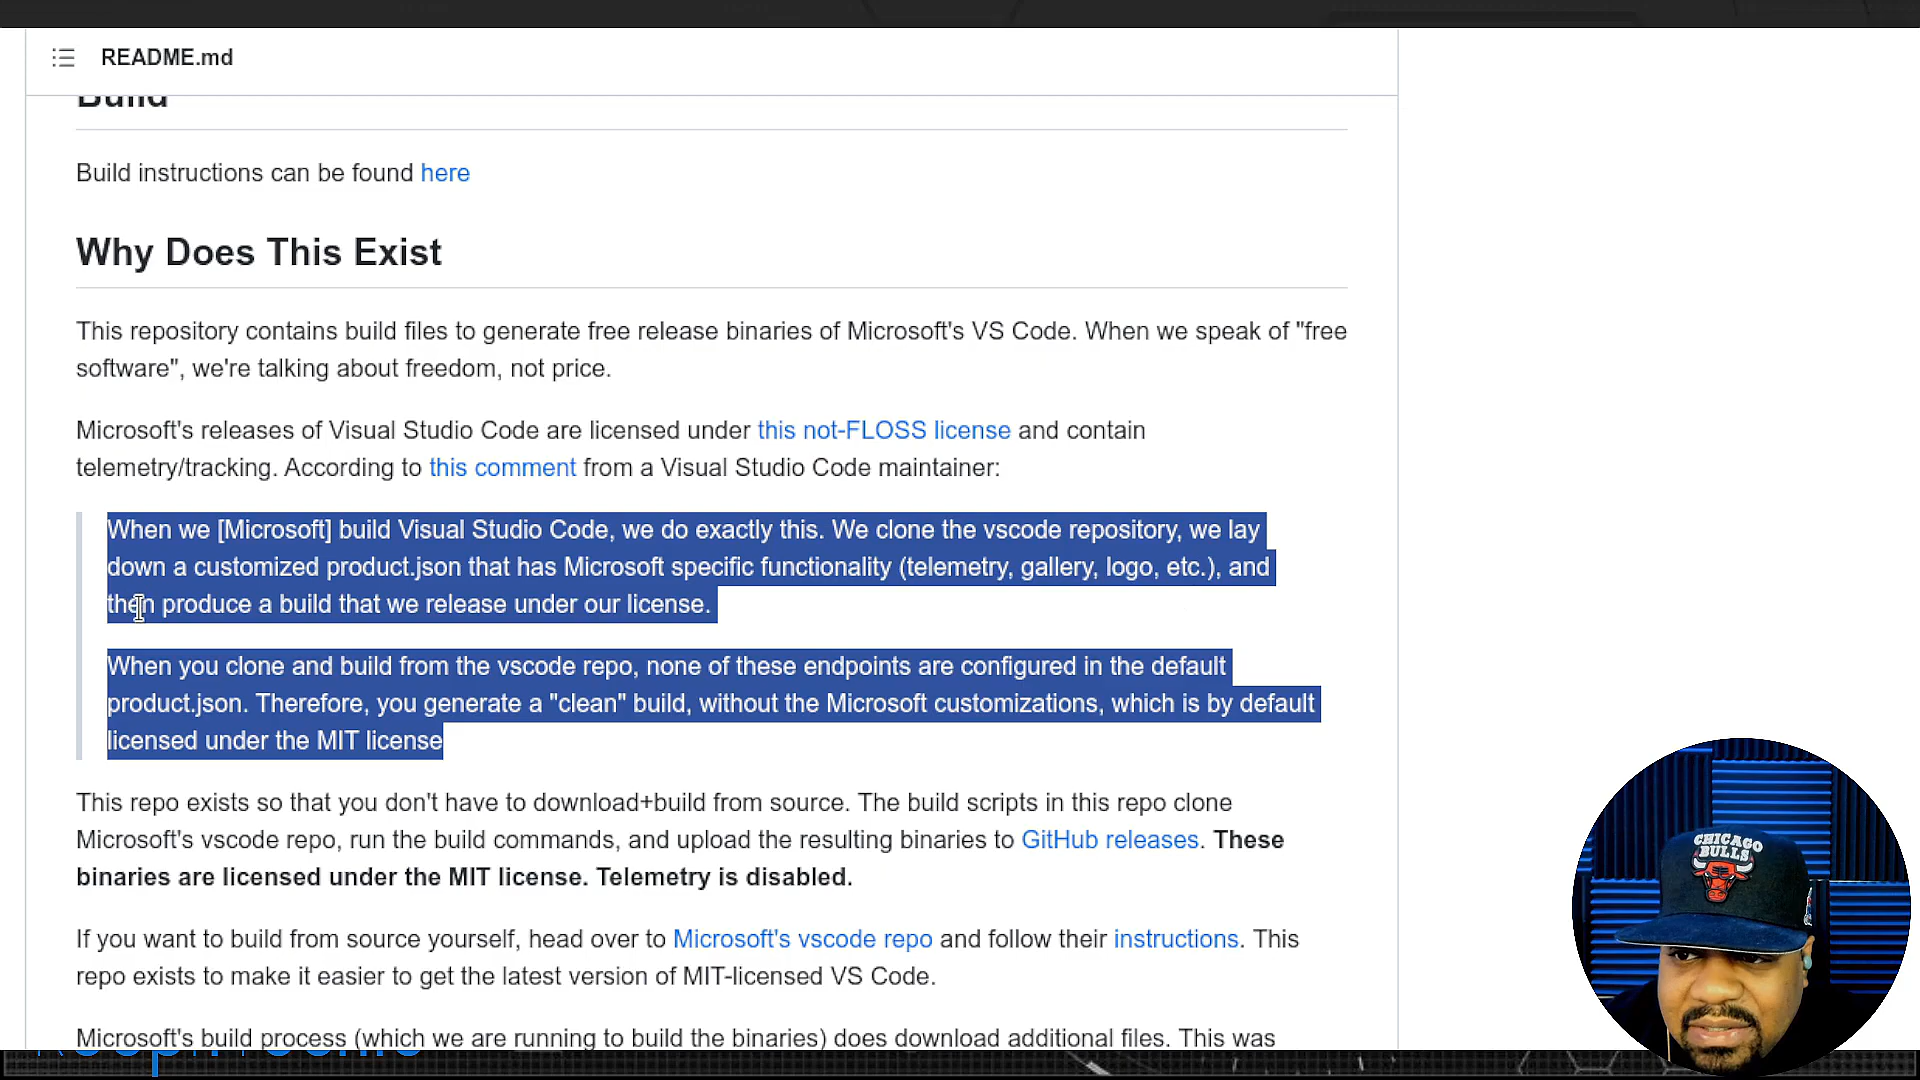 README.md
Build
Build instructions can be found here
Why Does This Exist
This repository contains build files to generate free release binaries of Microsoft's VS Code. When we speak of "free
software", we're talking about freedom, not price.
Microsoft's releases of Visual Studio Code are licensed under this not-FLOSS license and contain
telemetry/tracking. According to this comment from a Visual Studio Code maintainer:
When we [Microsoft] build Visual Studio Code, we do exactly this. We clone the vscode repository, we lay
down a customized product.json that has Microsoft specific functionality (telemetry, gallery, logo, etc.), and
then produce a build that we release under our license.
When you clone and build from the vscode repo, none of these endpoints are configured in the default
product.json. Therefore, you generate a "clean" build, without the Microsoft customizations, which is by default
licensed under the MIT license
This repo exists so that you don't have to download+build from source. The build scripts in this repo clone
Microsoft's vscode repo, run the build commands, and upload the resulting binaries to GitHub releases. These
binaries are licensed under the MIT license. Telemetry is disabled.
If you want to build from source yourself, head over to Microsoft's vscode repo and follow their instructions. This
repo exists to make it easier to get the latest version of MIT-licensed VS Code.
Microsoft's build process (which we are running to build the binaries) does download additional files. This was
CHICAGO
BULLS